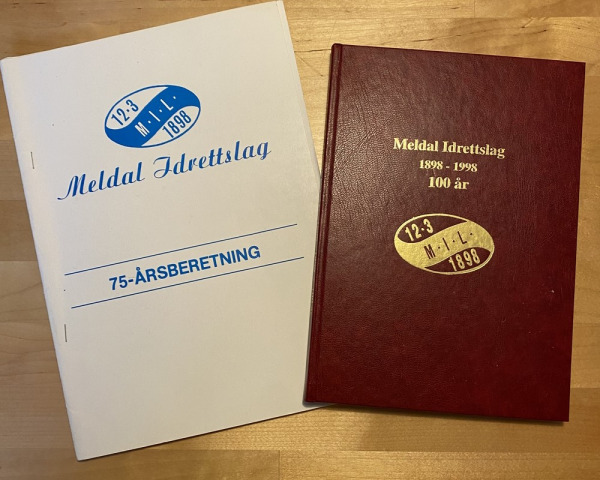 12·3
M·I·L·
1898
Meldal Idrettslag
75-ÅRSBERETNING
Meldal Idrettslag
1898 - 1998
100 år
12·3
M·I·L·
1898